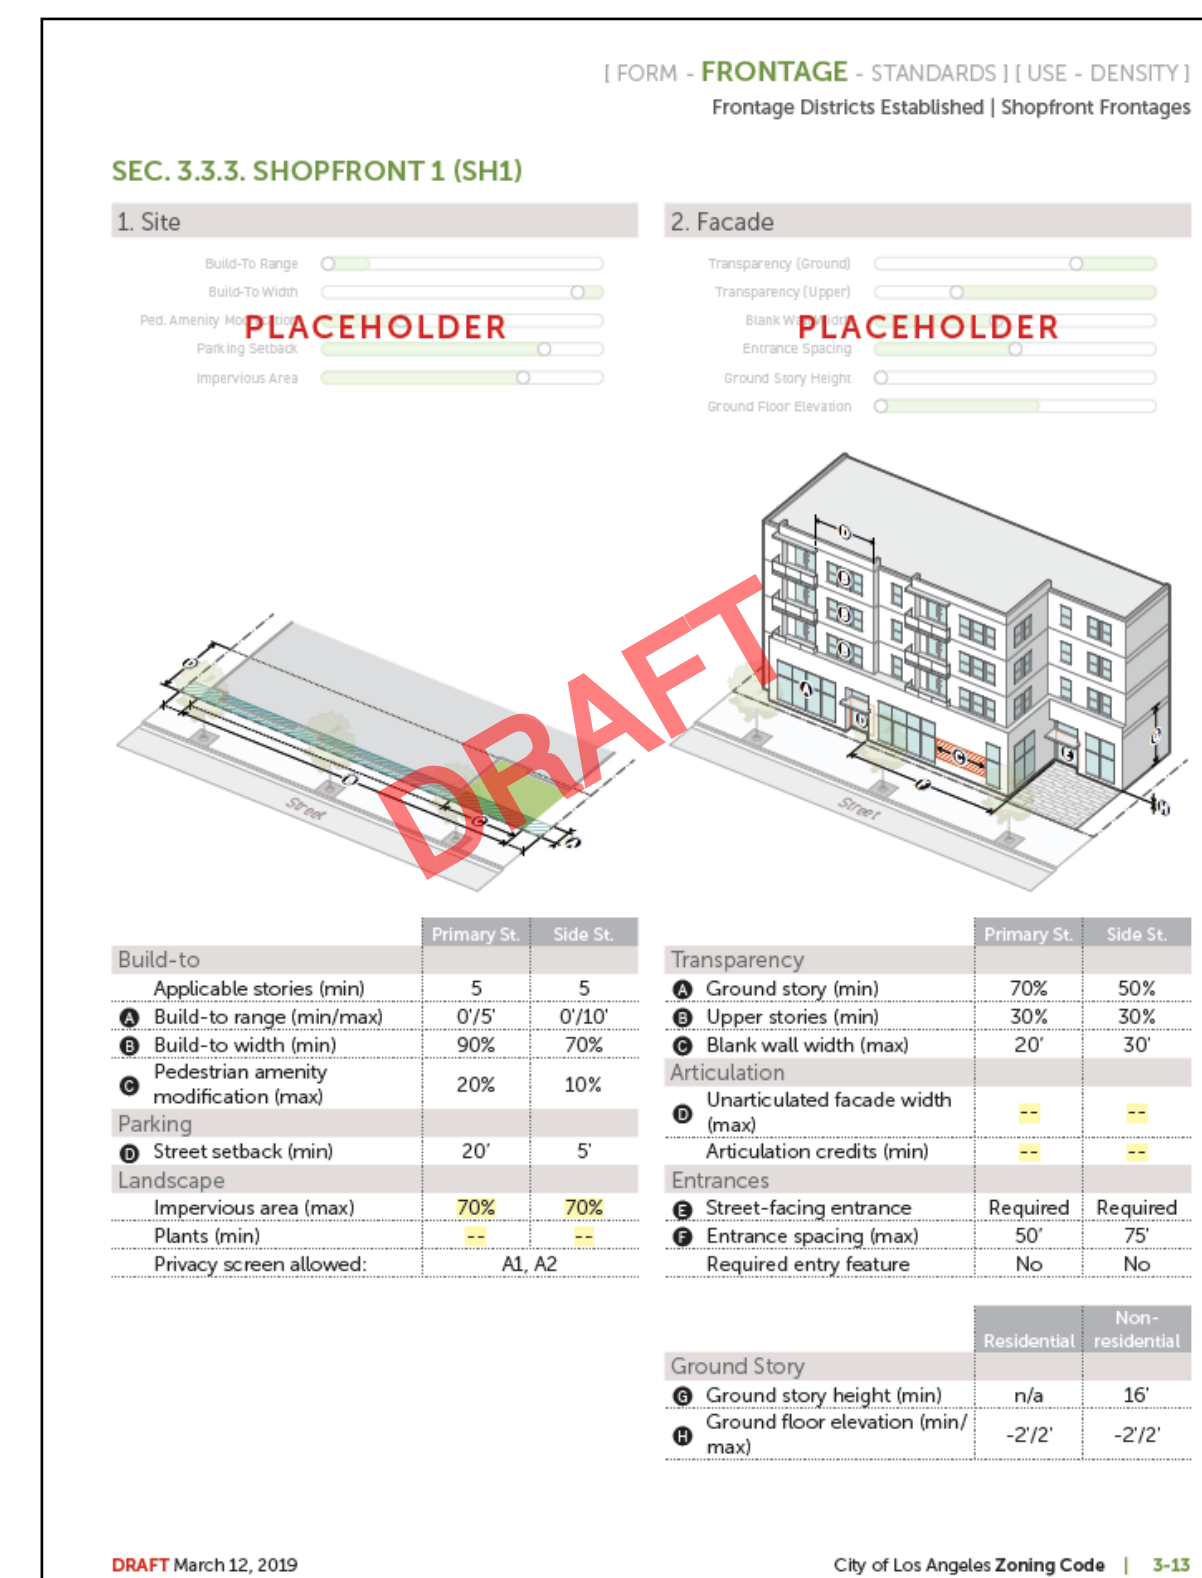 [ FORM - FRONTAGE - STANDARDS ] [ USE - DENSITY ]
Frontage Districts Established | Shopfront Frontages
SEC. 3.3.3. SHOPFRONT 1 (SH1)
1. Site
Build-To Range
Build-To Width
Ped. Amenity Modification
Parking Setback
Impervious Area
PLACEHOLDER
Street
Primary St. Side St.
Build-to
Applicable stories (min) 5 5
A Build-to range (min/max) 0'/5' 0'/10'
B Build-to width (min) 90% 70%
C Pedestrian amenity
modification (max) 20% 10%
Parking
D Street setback (min) 20' 5'
Landscape
Impervious area (max) 70% 70%
Plants (min) -- --
Privacy screen allowed: A1, A2
2. Facade
Transparency (Ground)
Transparency (Upper)
Blank Wall Width
Entrance Spacing
Ground Story Height
Ground Floor Elevation
PLACEHOLDER
D
B
B
B
A
D
C
E
F
G
H
Street
DRAFT
Primary St. Side St.
Transparency
A Ground story (min) 70% 50%
B Upper stories (min) 30% 30%
C Blank wall width (max) 20' 30'
Articulation
D Unarticulated facade width
(max) -- --
Articulation credits (min) -- --
Entrances
E Street-facing entrance Required Required
F Entrance spacing (max) 50' 75'
Required entry feature No No
Residential Non-
residential
Ground Story
G Ground story height (min) n/a 16'
H Ground floor elevation (min/
max) -2'/2' -2'/2'
DRAFT March 12, 2019
City of Los Angeles Zoning Code | 3-13